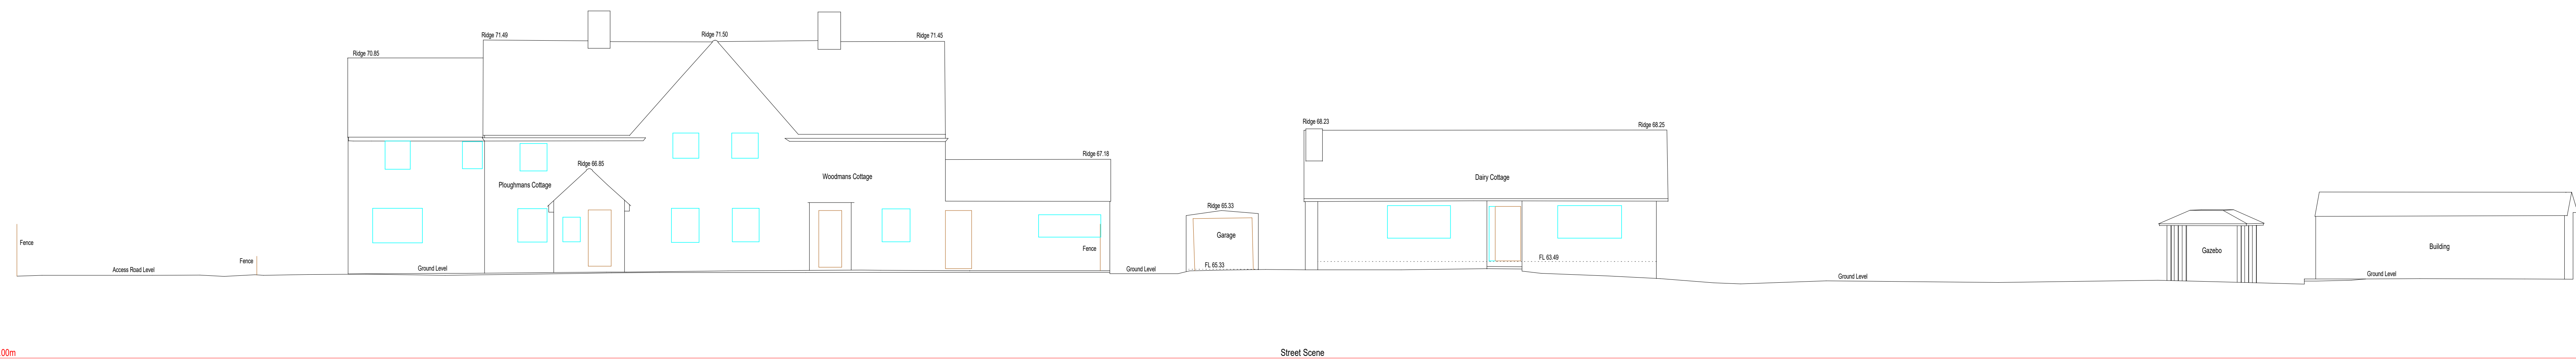 Ridge 70.85
Ridge 71.49
Ridge 71.50
Ridge 71.45
Ridge 66.85
Ploughmans Cottage
Woodmans Cottage
Ridge 67.18
Ridge 68.23
Ridge 68.25
Dairy Cottage
Ridge 65.33
Garage
FL 65.33
FL 63.49
Fence
Fence
Fence
Access Road Level
Ground Level
Ground Level
Ground Level
Gazebo
Building
Ground Level
00m
Street Scene